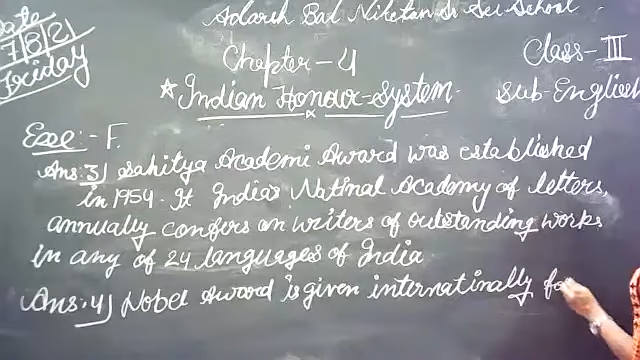 Adarsh Bal Niketan Sr Sec School
Date
7/8/21
Friday
Chapter-4
Class-III
*Indian Honour-System
Sub-English
Exe:-F.
Ans:3) Sahitya Academi Award was established
in 1954. It India's National Academy of letters,
annually confers on writers of outstanding works
in any of 24 languages of India
Ans:4) Nobel Award is given internatinally fo